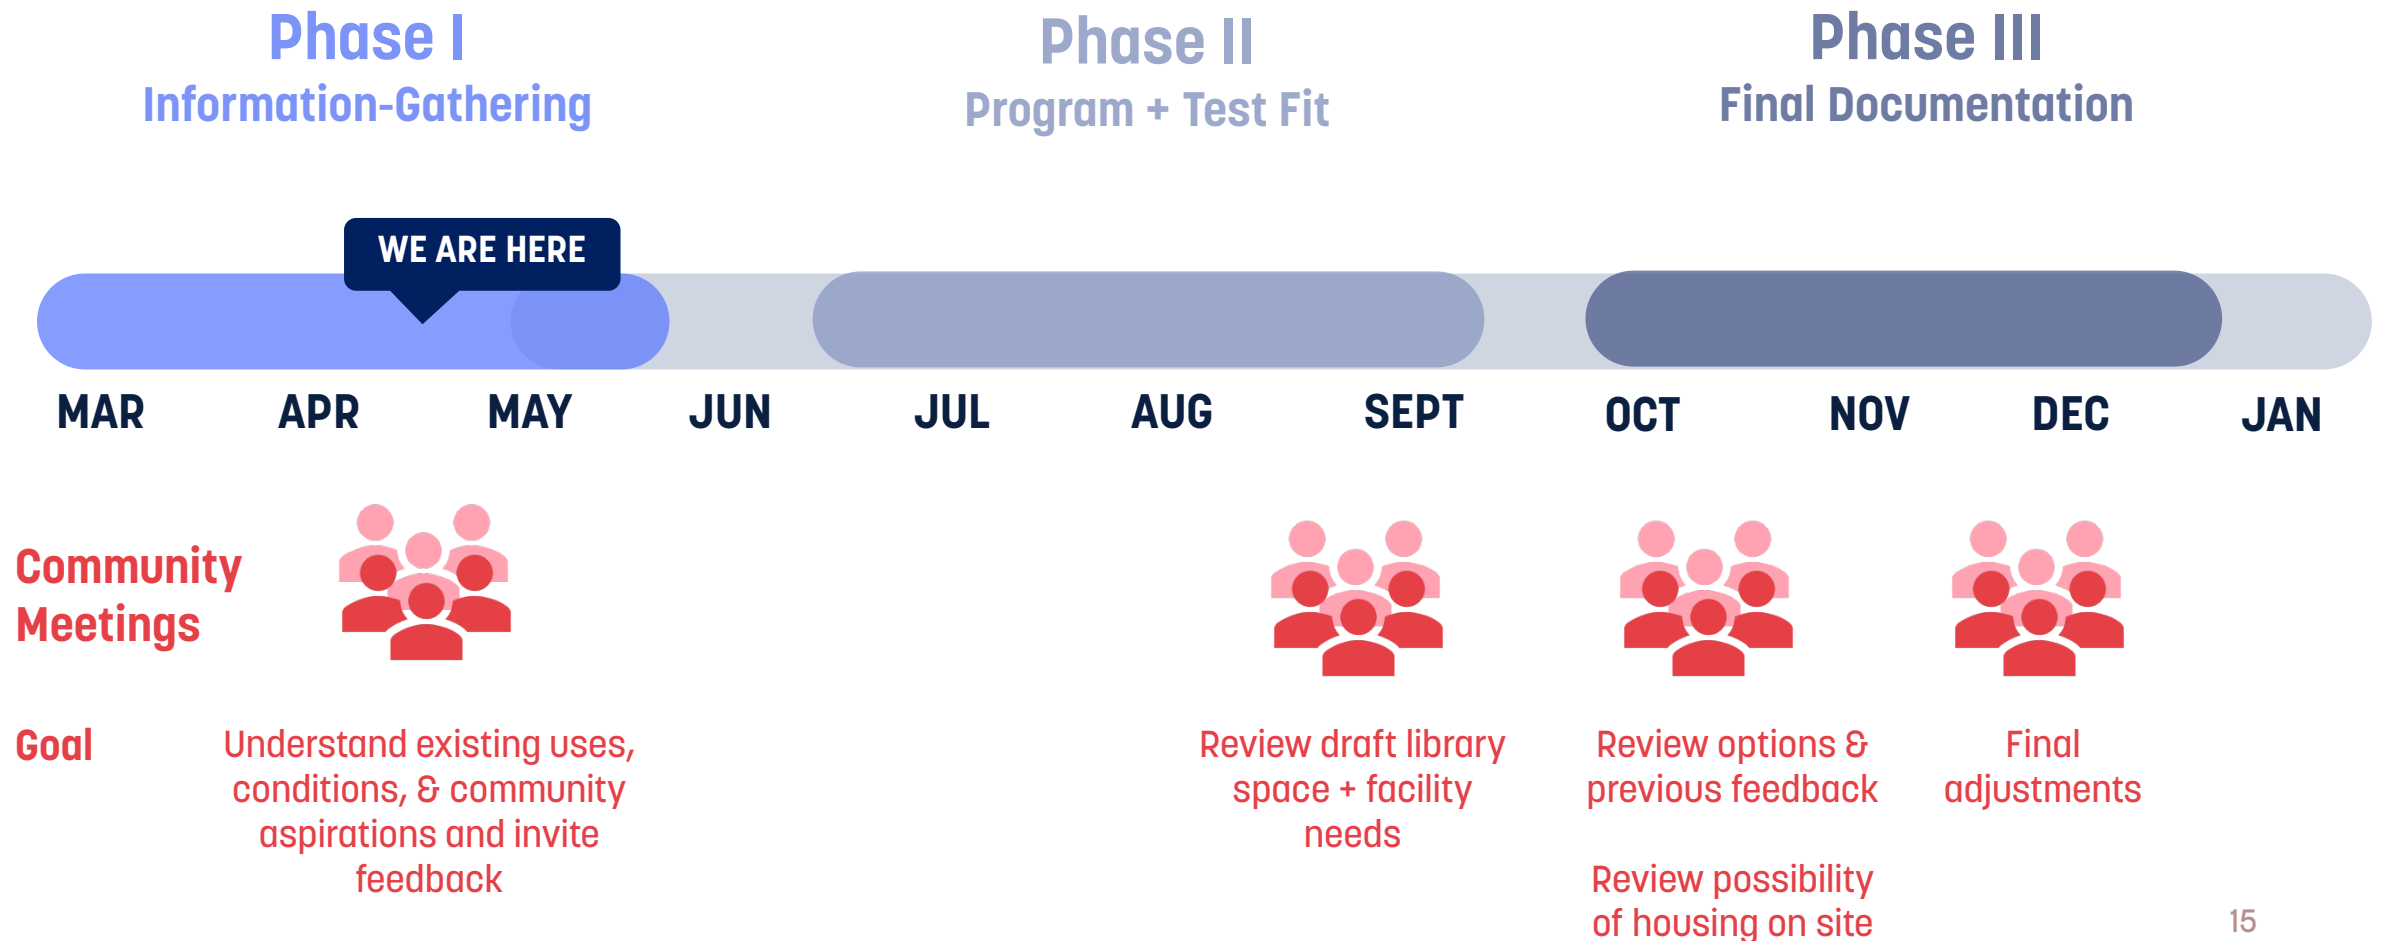 Phase I
Information-Gathering
Phase II
Program + Test Fit
Phase III
Final Documentation
WE ARE HERE
MAR
APR
MAY
JUN
JUL
AUG
SEPT
OCT
NOV
DEC
JAN
Community
Meetings
Goal
Understand existing uses,
conditions, & community
aspirations and invite
feedback
Review draft library
space + facility
needs
Review options &
previous feedback
Review possibility
of housing on site
Final
adjustments
15